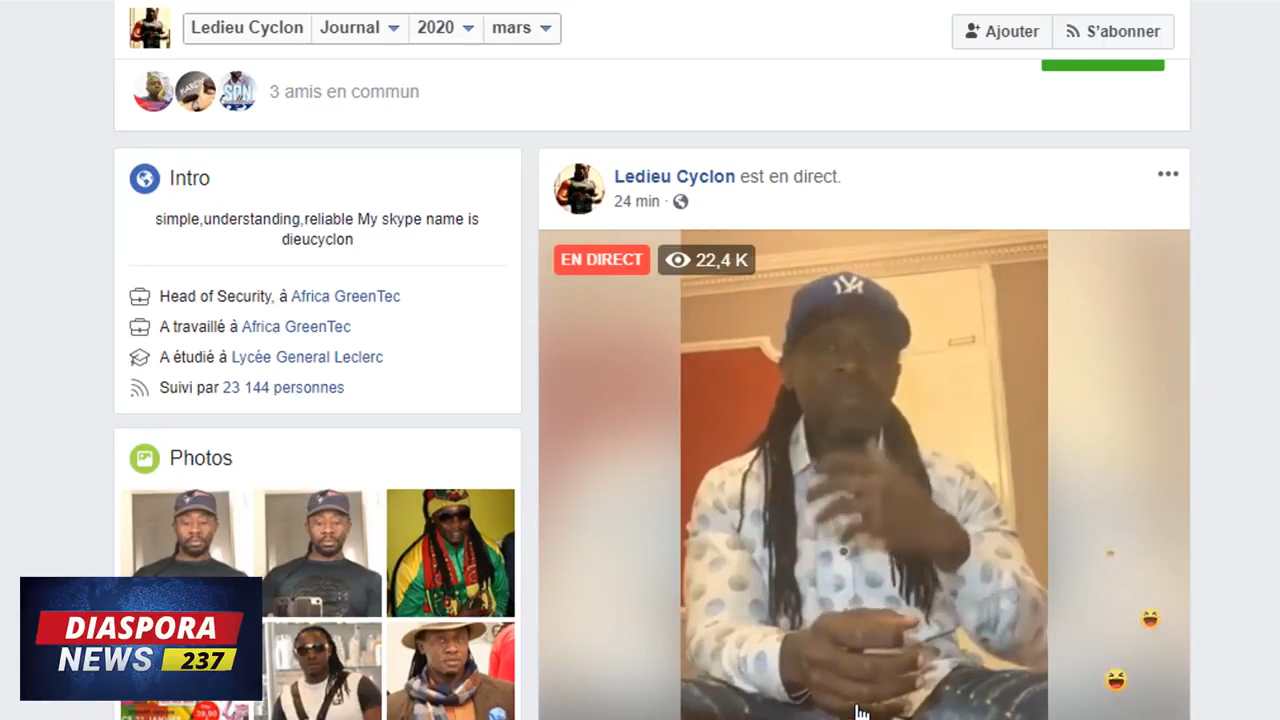 Ledieu Cyclon Journal 2020 mars
Ajouter S'abonner
SPN
3 amis en commun
Intro
simple,understanding,reliable My skype name is
dieucyclon
Head of Security, à Africa GreenTec
A travaillé à Africa GreenTec
A étudié à Lycée General Leclerc
Suivi par 23 144 personnes
Photos
Ledieu Cyclon est en direct.
24 min
EN DIRECT 22,4 K
NY
DIASPORA
NEWS 237